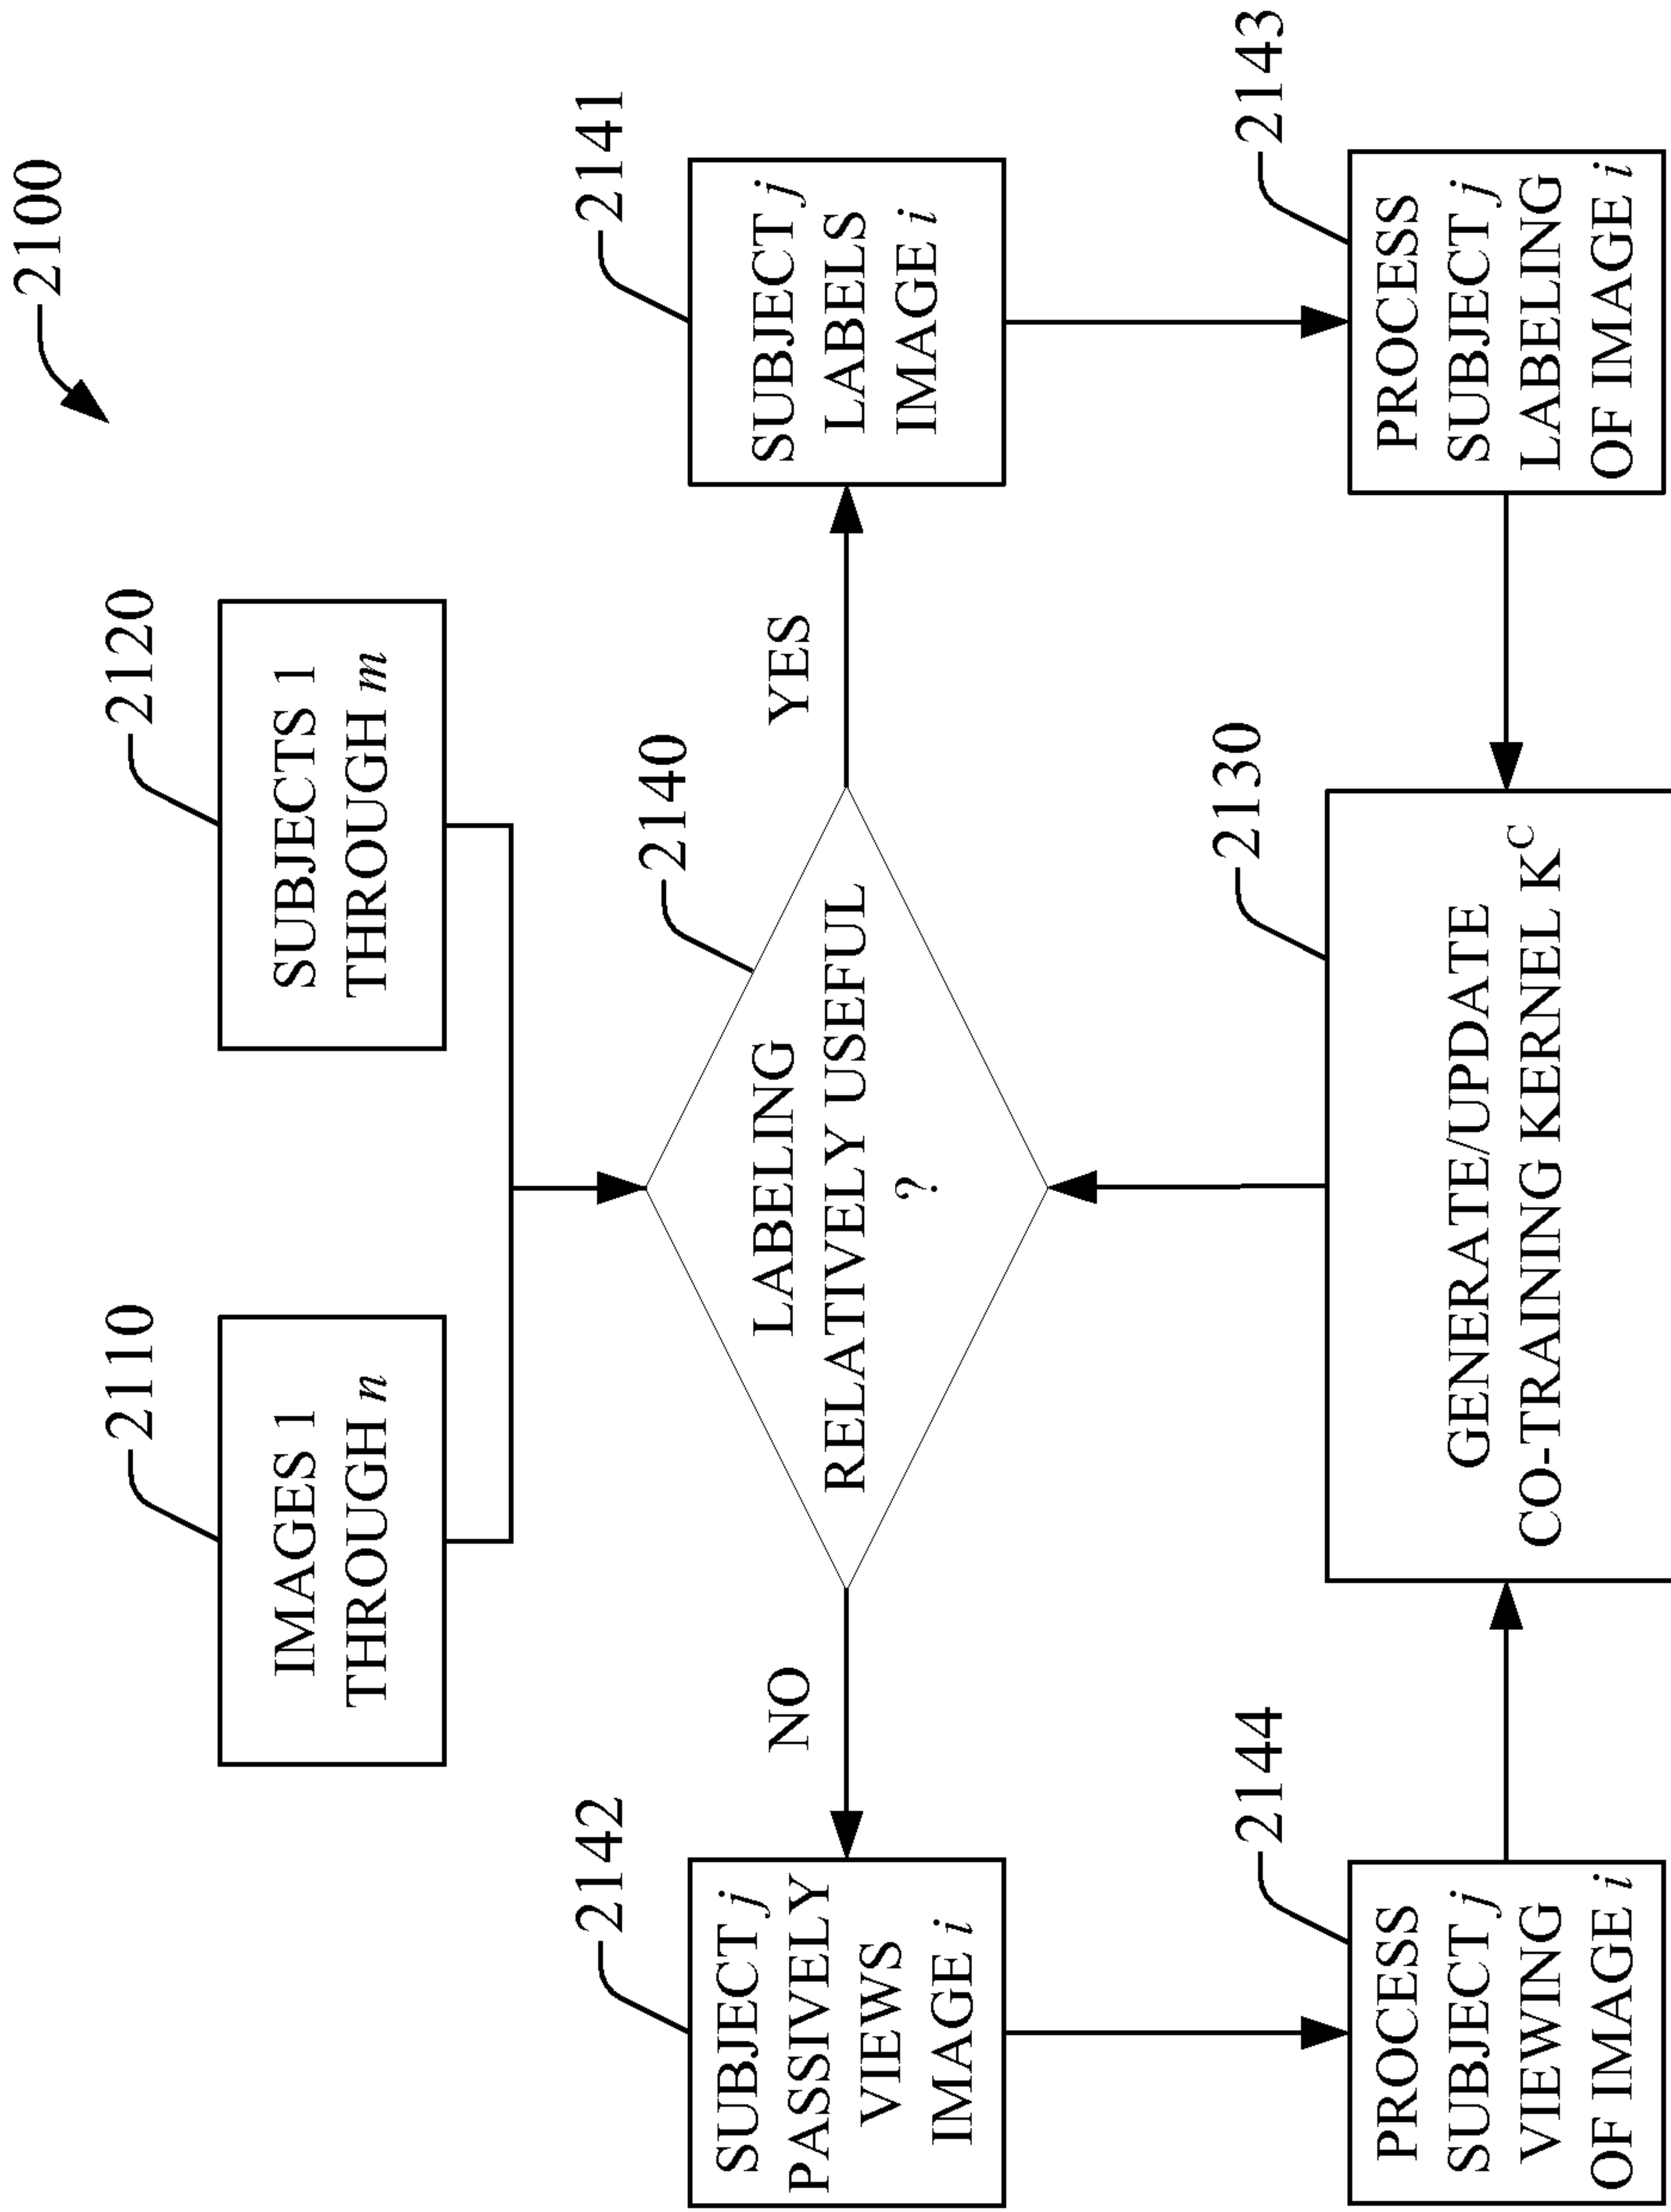 2100
2110
IMAGES 1
THROUGH n
2120
SUBJECTS 1
THROUGH m
2140
LABELING
RELATIVELY USEFUL
?
NO
YES
2142
SUBJECT j
PASSIVELY
VIEWS
IMAGE i
2141
SUBJECT j
LABELS
IMAGE i
2144
PROCESS
SUBJECT j
VIEWING
OF IMAGE i
2130
GENERATE/UPDATE
CO-TRAINING KERNEL K^C
2143
PROCESS
SUBJECT j
LABELING
OF IMAGE i